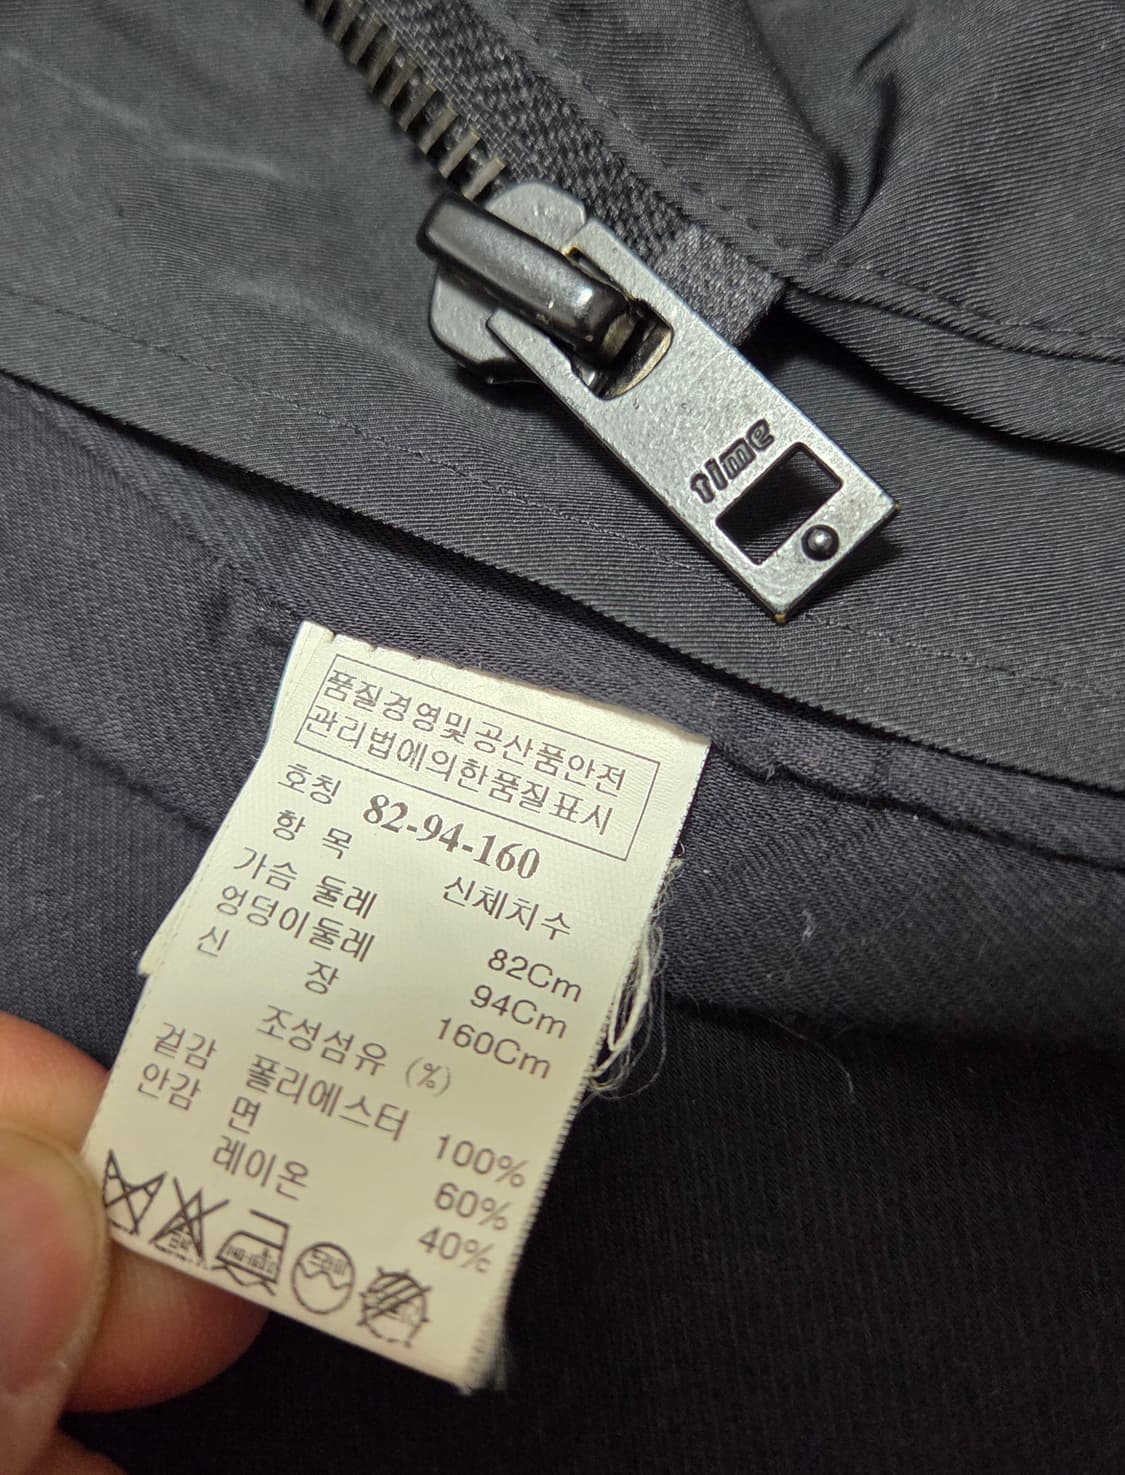 time
품질경영및공산품안전
관리법에의한품질표시
호칭 82-94-160
항 목 신체치수
가슴 둘레 82Cm
엉덩이둘레 94Cm
신 장 160Cm
조성섬유 (%)
겉감 폴리에스터 100%
안감 면 60%
레이온 40%